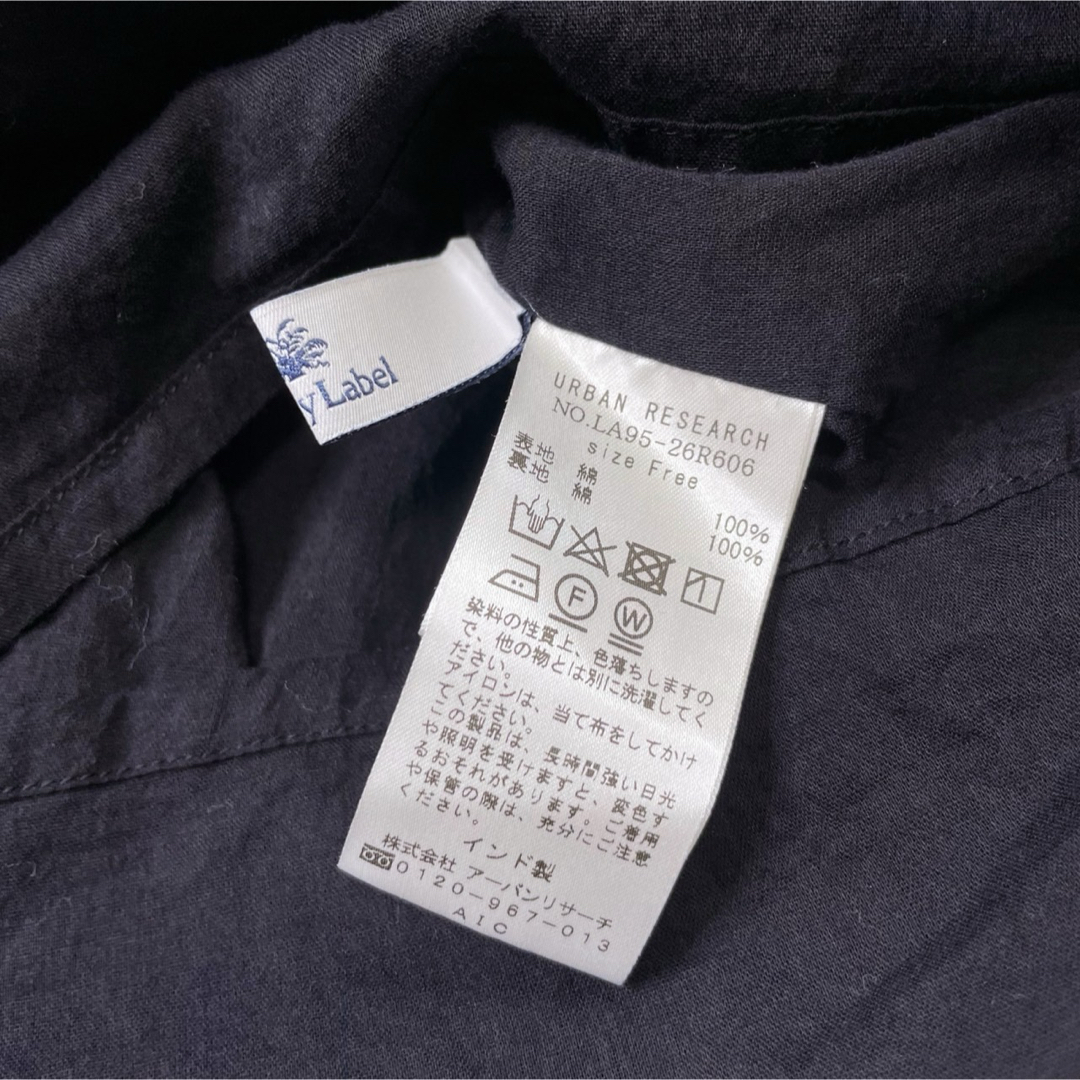 y Label
URBAN RESEARCH
NO.LA95-26R606
size Free
表地 綿 100%
裏地 綿 100%
F
W
染料の性質上、色落ちしますの
で、他の物とは別に洗濯してく
ださい。
アイロンは、当て布をしてかけ
てください。
この製品は、長時間強い日光
や照明を受けますと、変色す
るおそれがあります。ご着用
や保管の際は、充分にご注意
ください。
インド製
株式会社 アーバンリサーチ
0120-967-013
AIC